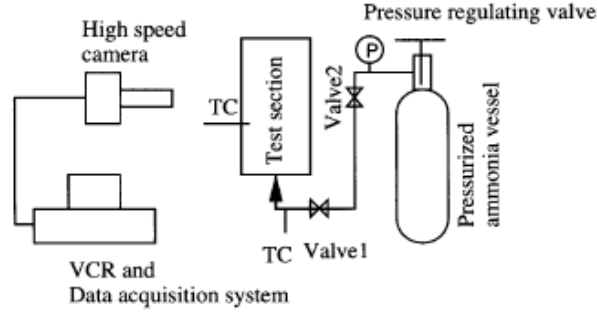 Pressure regulating valve
High speed
camera
P
TC
Test section
Valve2
Pressurized
ammonia vessel
TC
Valve1
VCR and
Data acquisition system